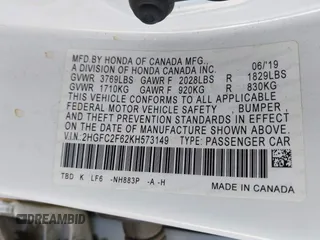 MFD.BY HONDA OF CANADA MFG.,
A DIVISION OF HONDA CANADA INC. 06/19
GVWR 3769LBS GAWR F 2028LBS R 1829LBS
GVWR 1710KG GAWR F 920KG R 830KG
THIS VEHICLE CONFORMS TO ALL APPLICABLE
FEDERAL MOTOR VEHICLE SAFETY , BUMPER ,
AND THEFT PREVENTION STANDARDS IN EFFECT
ON THE DATE OF MANUFACTURE SHOWN ABOVE.
V.I.N. 2HGFC2F62KH573149 TYPE: PASSENGER CAR
TBD K LF6 -NH883P -A -H
MADE IN CANADA
DREAMBID